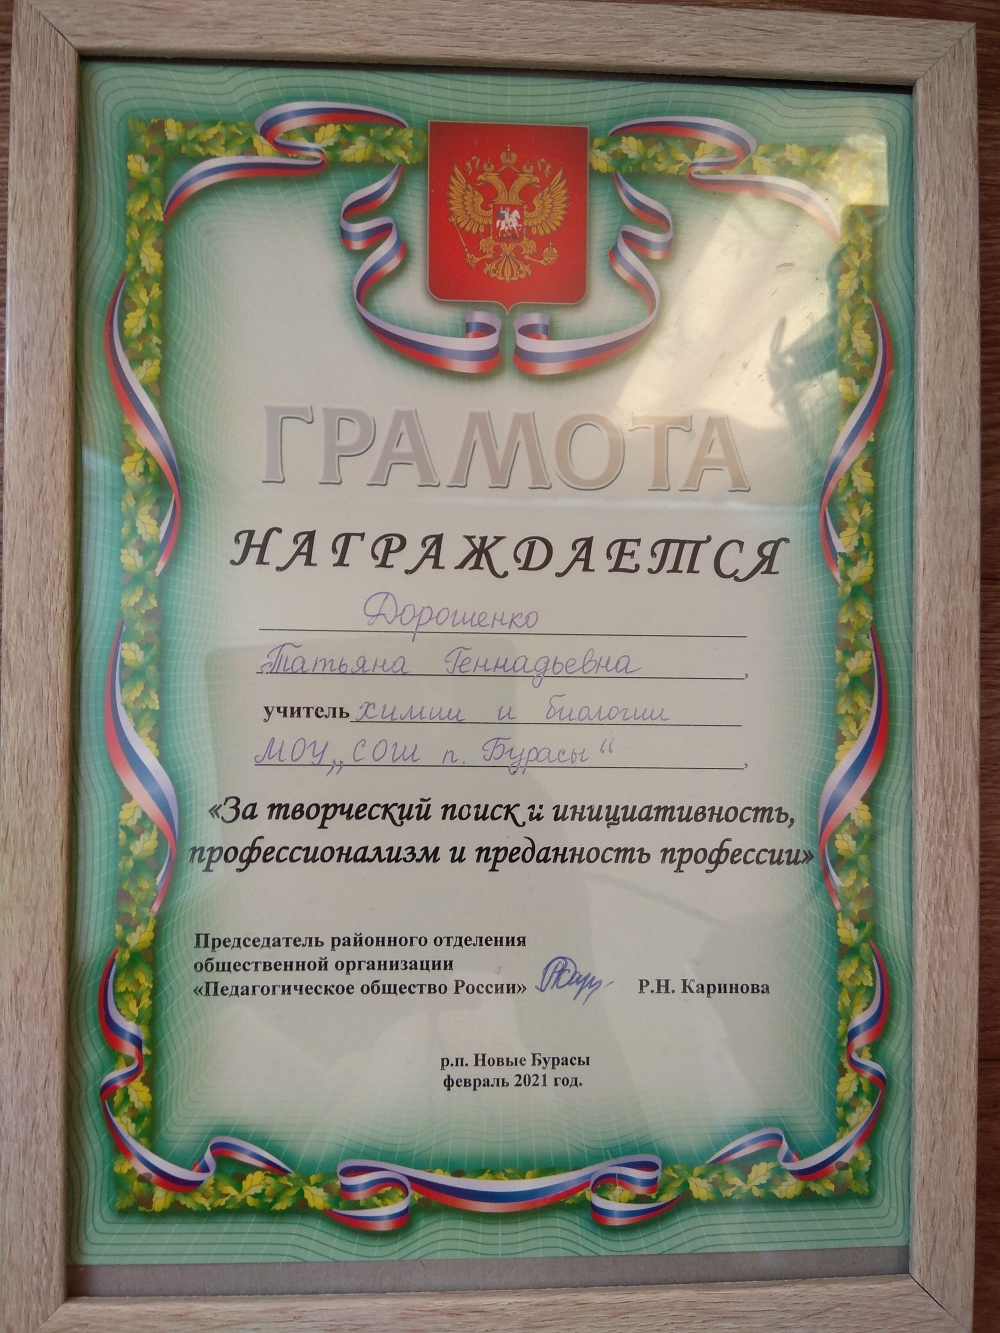 ГРАМОТА
НАГРАЖДАЕТСЯ
Дорошенко
Татьяна Геннадьевна,
учитель химии и биологии
МОУ „СОШ п. Бурасы“,
«За творческий поиск и инициативность,
профессионализм и преданность профессии»
Председатель районного отделения
общественной организации
«Педагогическое общество России» Р.Н. Каринова
р.п. Новые Бурасы
февраль 2021 год.